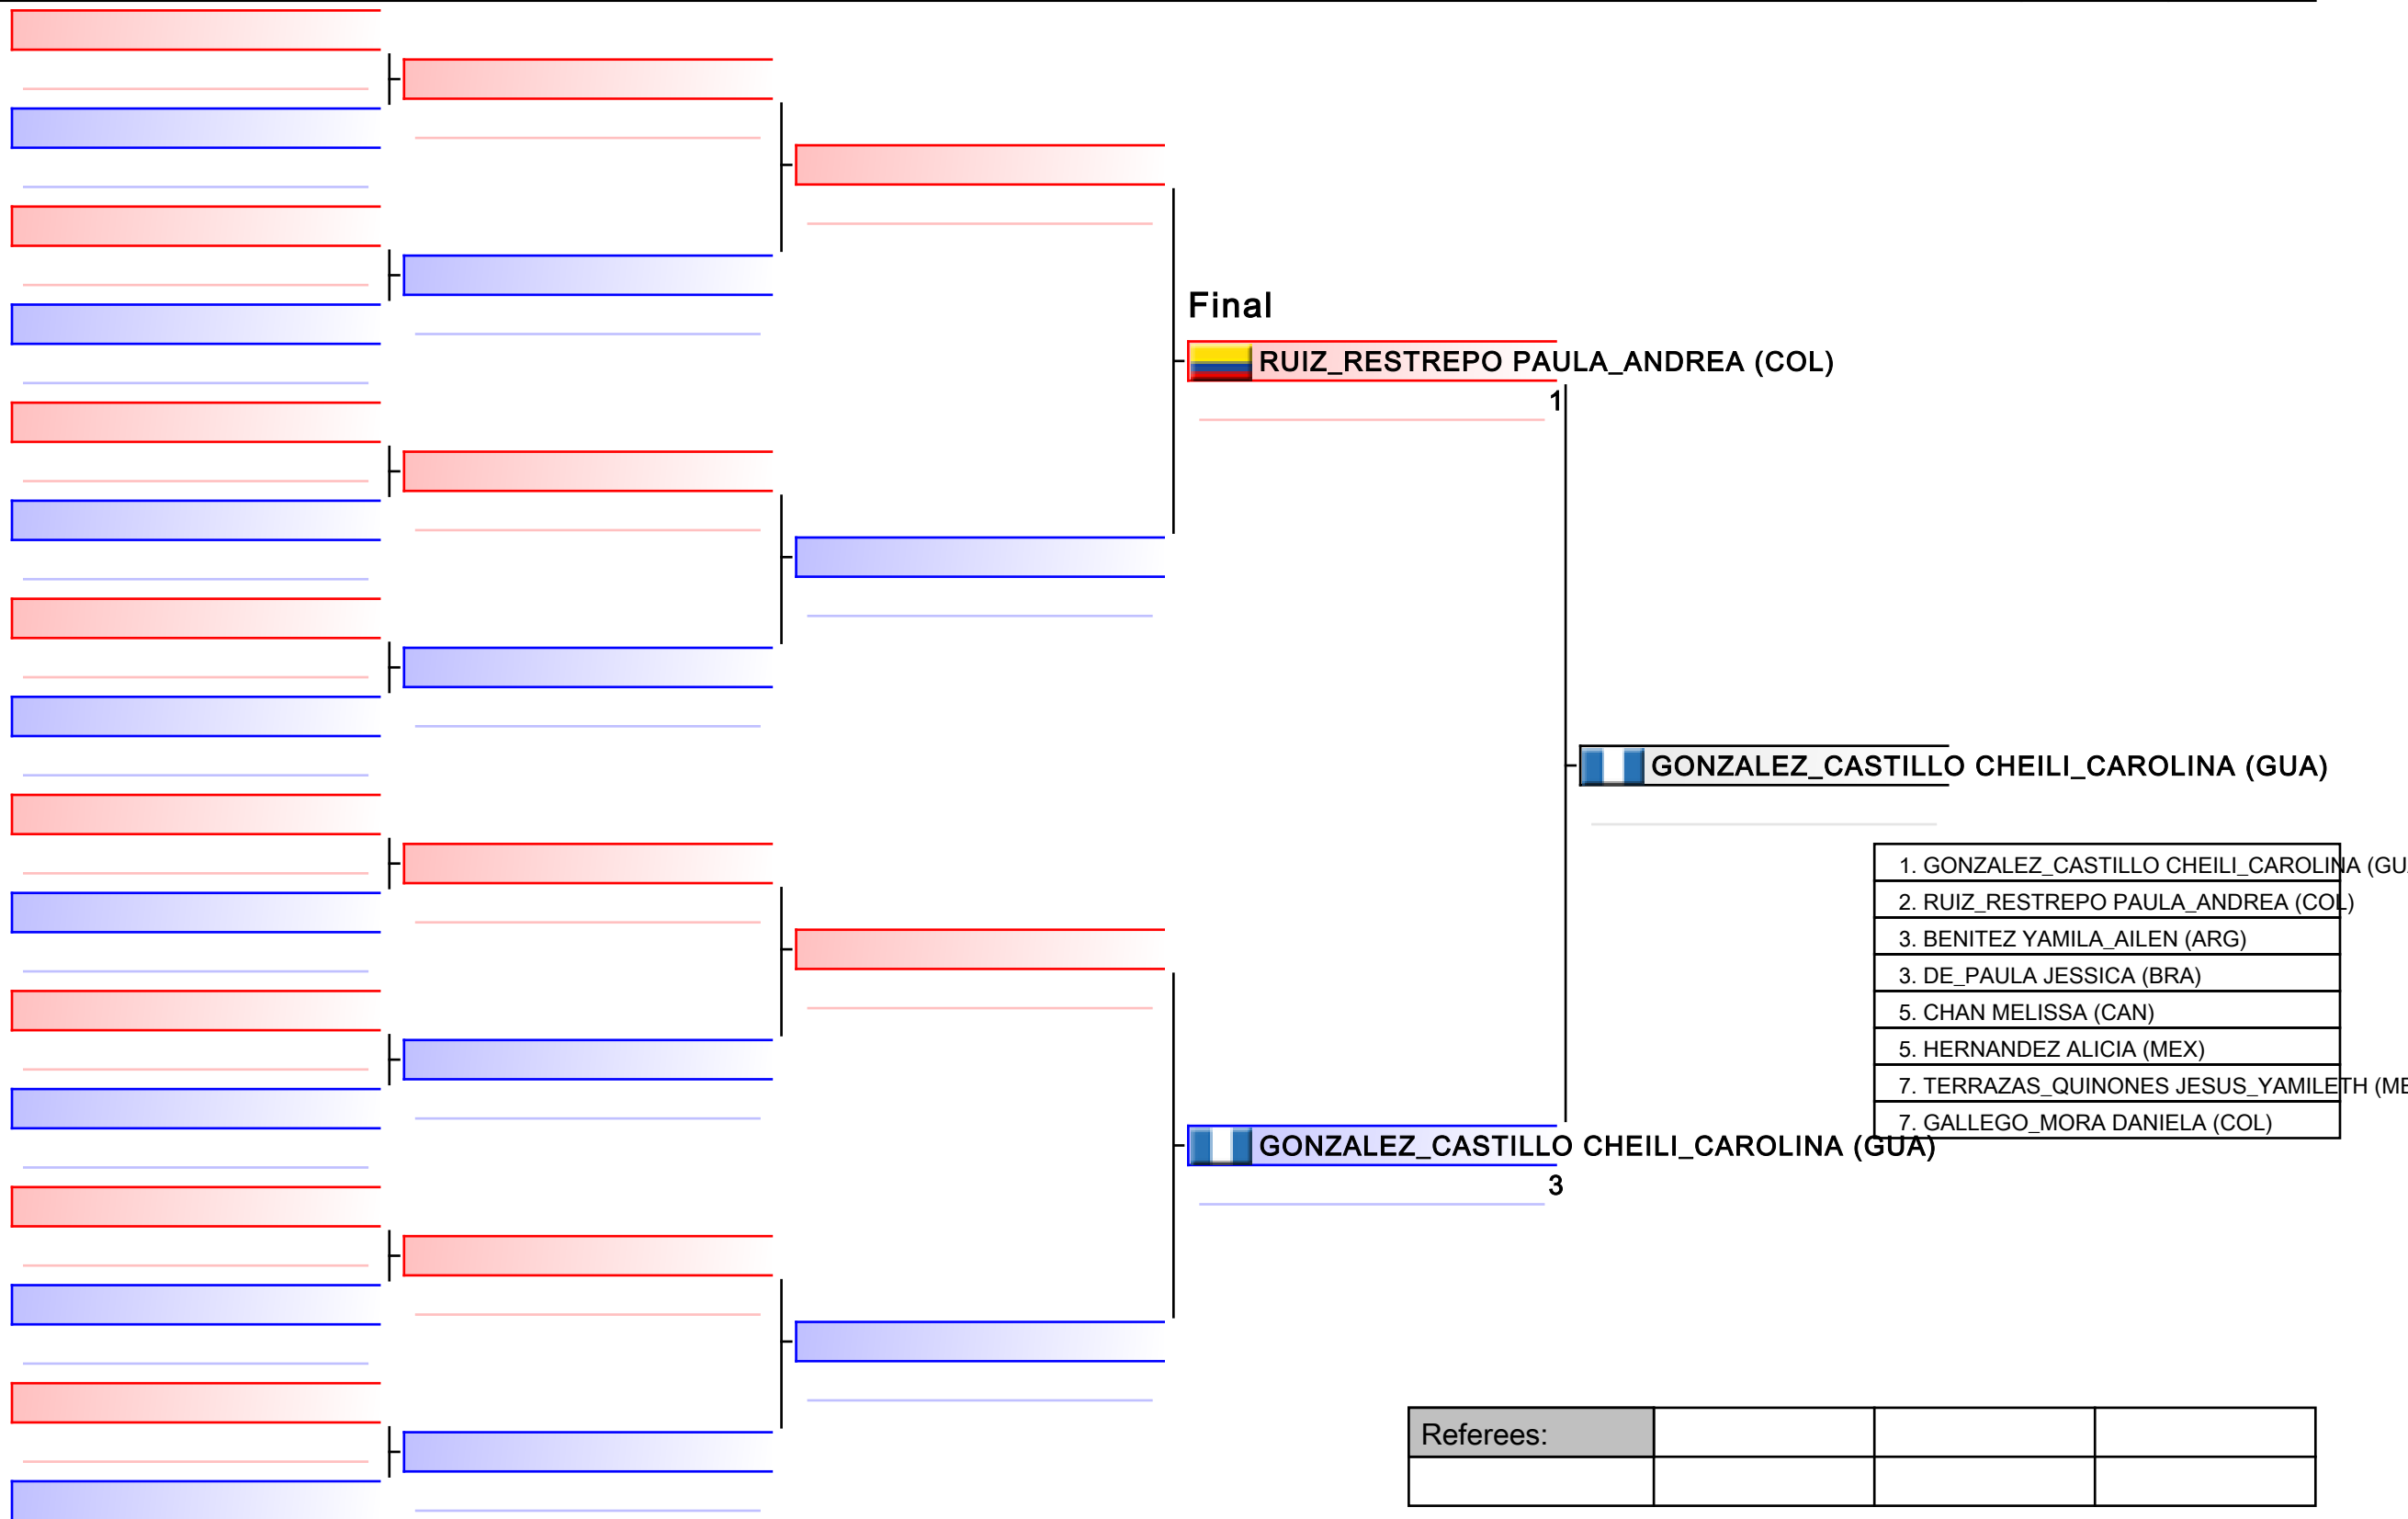 Final
RUIZ_RESTREPO PAULA_ANDREA (COL)
1
GONZALEZ_CASTILLO CHEILI_CAROLINA (GUA)
1. GONZALEZ_CASTILLO CHEILI_CAROLINA (GU
2. RUIZ_RESTREPO PAULA_ANDREA (COL)
3. BENITEZ YAMILA_AILEN (ARG)
3. DE_PAULA JESSICA (BRA)
5. CHAN MELISSA (CAN)
5. HERNANDEZ ALICIA (MEX)
7. TERRAZAS_QUINONES JESUS_YAMILETH (ME
7. GALLEGO_MORA DANIELA (COL)
GONZALEZ_CASTILLO CHEILI_CAROLINA (GUA)
3
Referees: